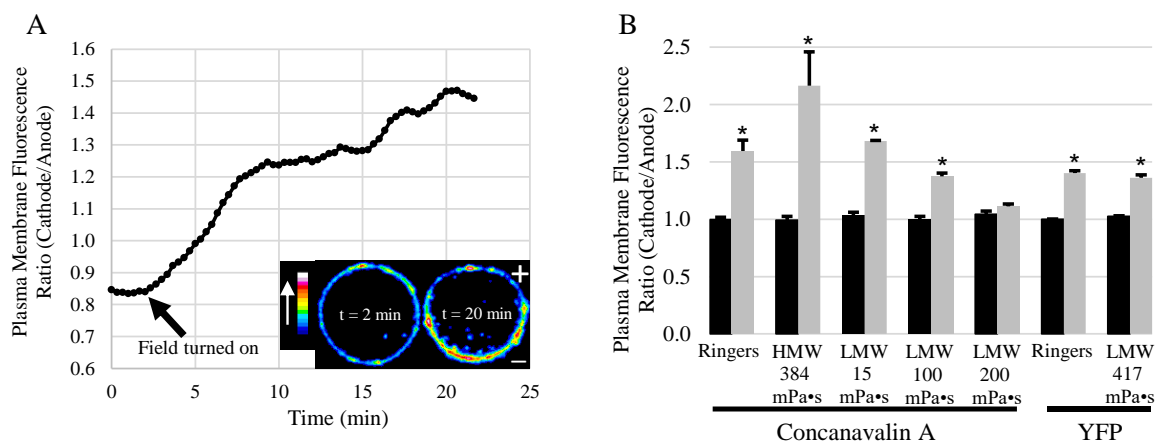 A
Plasma Membrane Fluorescence
Ratio (Cathode/Anode)
1.6
1.5
1.4
1.3
1.2
1.1
1.0
0.9
0.8
0.7
0.6
Field turned on
t = 2 min
t = 20 min
+
–
0
5
10
15
20
25
Time (min)
B
Plasma Membrane Fluorescence
Ratio (Cathode/Anode)
2.5
2.0
1.5
1.0
0.5
0.0
*
*
*
*
*
*
Ringers
HMW
384
mPa•s
LMW
15
mPa•s
LMW
100
mPa•s
LMW
200
mPa•s
Ringers
LMW
417
mPa•s
Concanavalin A
YFP